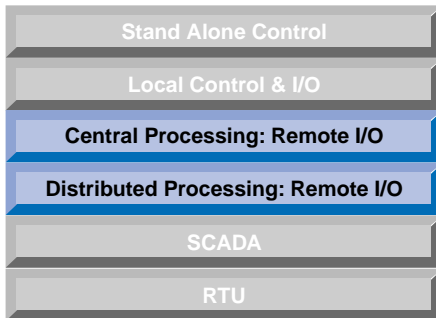 Stand Alone Control
Local Control & I/O
Central Processing: Remote I/O
Distributed Processing: Remote I/O
SCADA
RTU